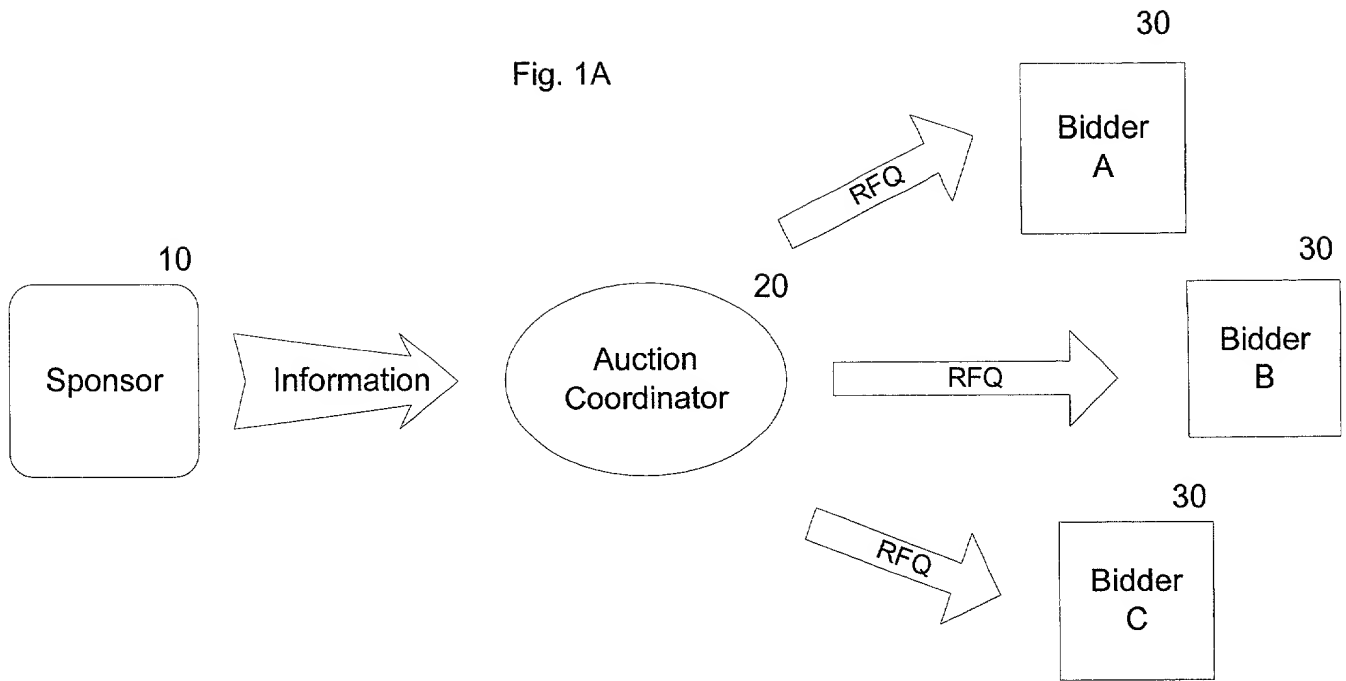 Fig. 1A
30
Bidder
A
RFQ
10
Sponsor
Information
20
Auction
Coordinator
RFQ
30
Bidder
B
RFQ
30
Bidder
C